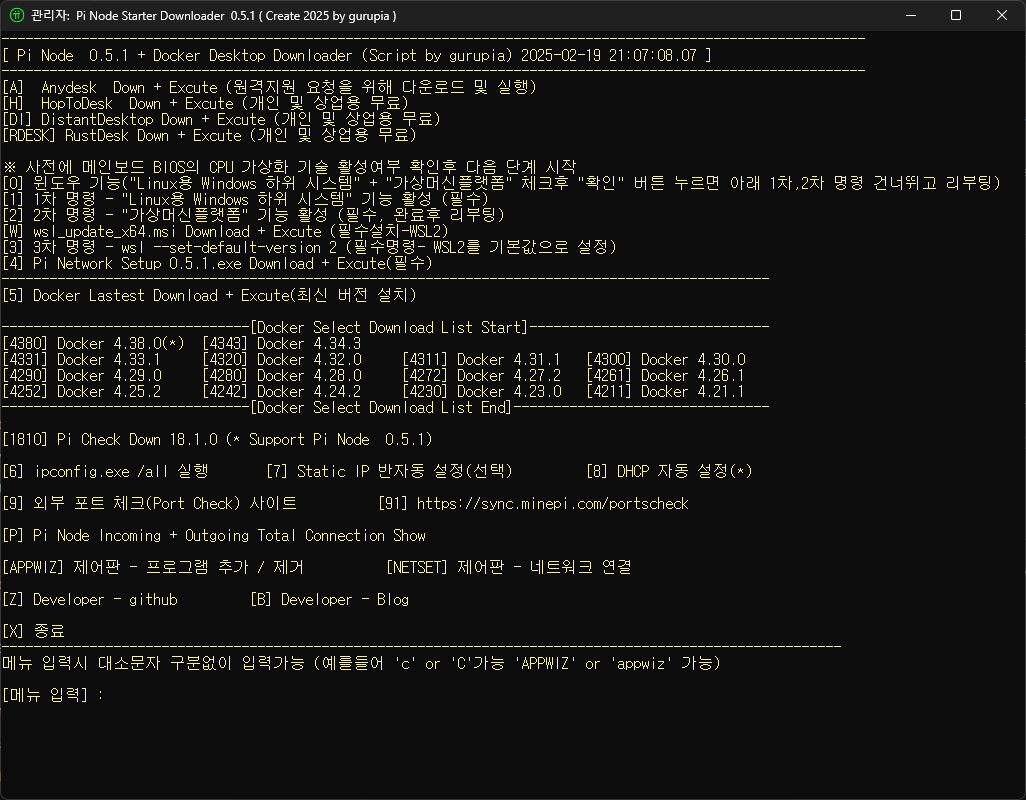 관리자: Pi Node Starter Downloader 0.5.1 ( Create 2025 by gurupia )
------------------------------------------------------------------------------------------------------------
[ Pi Node  0.5.1 + Docker Desktop Downloader (Script by gurupia) 2025-02-19 21:07:08.07 ]
------------------------------------------------------------------------------------------------------------
[A]  Anydesk  Down + Excute (원격지원 요청을 위해 다운로드 및 실행)
[H]  HopToDesk  Down + Excute (개인 및 상업용 무료)
[DI] DistantDesktop Down + Excute (개인 및 상업용 무료)
[RDESK] RustDesk Down + Excute (개인 및 상업용 무료)
※ 사전에 메인보드 BIOS의 CPU 가상화 기술 활성여부 확인후 다음 단계 시작
[0] 윈도우 기능("Linux용 Windows 하위 시스템" + "가상머신플랫폼" 체크후 "확인" 버튼 누르면 아래 1차,2차 명령 건너뛰고 리부팅)
[1] 1차 명령 - "Linux용 Windows 하위 시스템" 기능 활성 (필수)
[2] 2차 명령 - "가상머신플랫폼" 기능 활성 (필수, 완료후 리부팅)
[W] wsl_update_x64.msi Download + Excute (필수설치-WSL2)
[3] 3차 명령 - wsl --set-default-version 2 (필수명령- WSL2를 기본값으로 설정)
[4] Pi Network Setup 0.5.1.exe Download + Excute(필수)
------------------------------------------------------------------------------------------------
[5] Docker Lastest Download + Excute(최신 버전 설치)
-------------------------------[Docker Select Download List Start]------------------------------
[4380] Docker 4.38.0(*)  [4343] Docker 4.34.3
[4331] Docker 4.33.1     [4320] Docker 4.32.0     [4311] Docker 4.31.1   [4300] Docker 4.30.0
[4290] Docker 4.29.0     [4280] Docker 4.28.0     [4272] Docker 4.27.2   [4261] Docker 4.26.1
[4252] Docker 4.25.2     [4242] Docker 4.24.2     [4230] Docker 4.23.0   [4211] Docker 4.21.1
-------------------------------[Docker Select Download List End]--------------------------------
[1810] Pi Check Down 18.1.0 (* Support Pi Node  0.5.1)
[6] ipconfig.exe /all 실행       [7] Static IP 반자동 설정(선택)         [8] DHCP 자동 설정(*)
[9] 외부 포트 체크(Port Check) 사이트          [91] https://sync.minepi.com/portscheck
[P] Pi Node Incoming + Outgoing Total Connection Show
[APPWIZ] 제어판 - 프로그램 추가 / 제거          [NETSET] 제어판 - 네트워크 연결
[Z] Developer - github         [B] Developer - Blog
[X] 종료
---------------------------------------------------------------------------------------------------------
메뉴 입력시 대소문자 구분없이 입력가능 (예를들어 'c' or 'C'가능 'APPWIZ' or 'appwiz' 가능)
[메뉴 입력] :